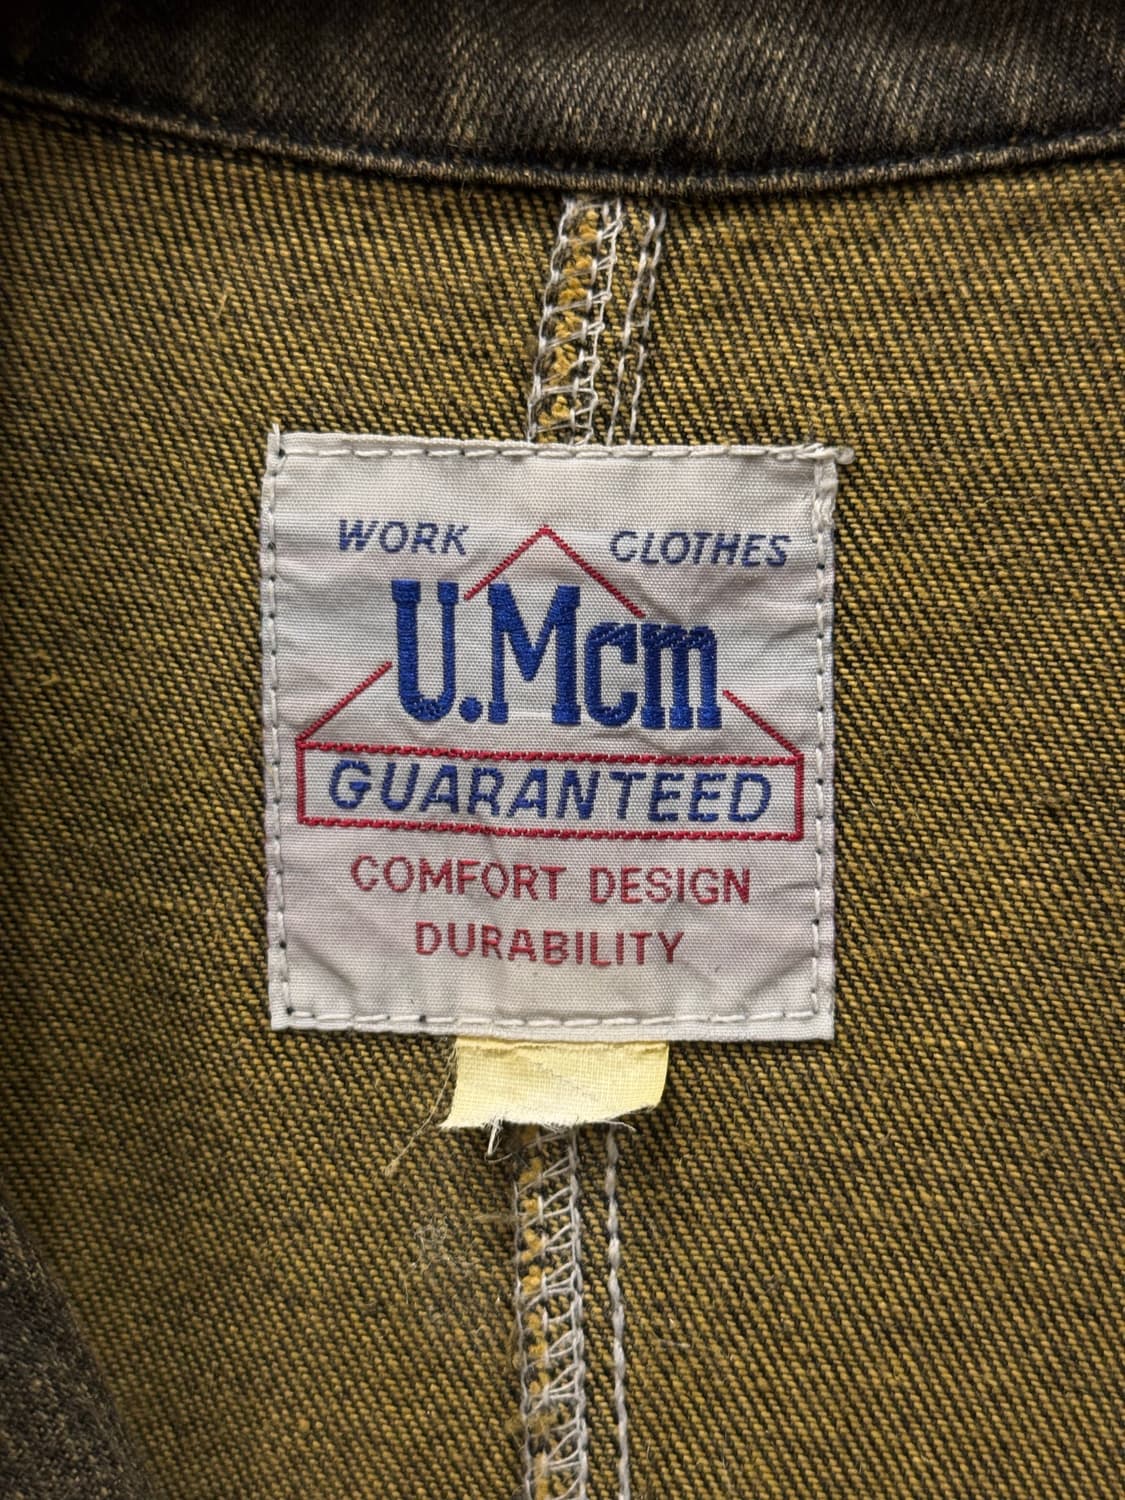 WORK CLOTHES
U.Mcm
GUARANTEED
COMFORT DESIGN
DURABILITY